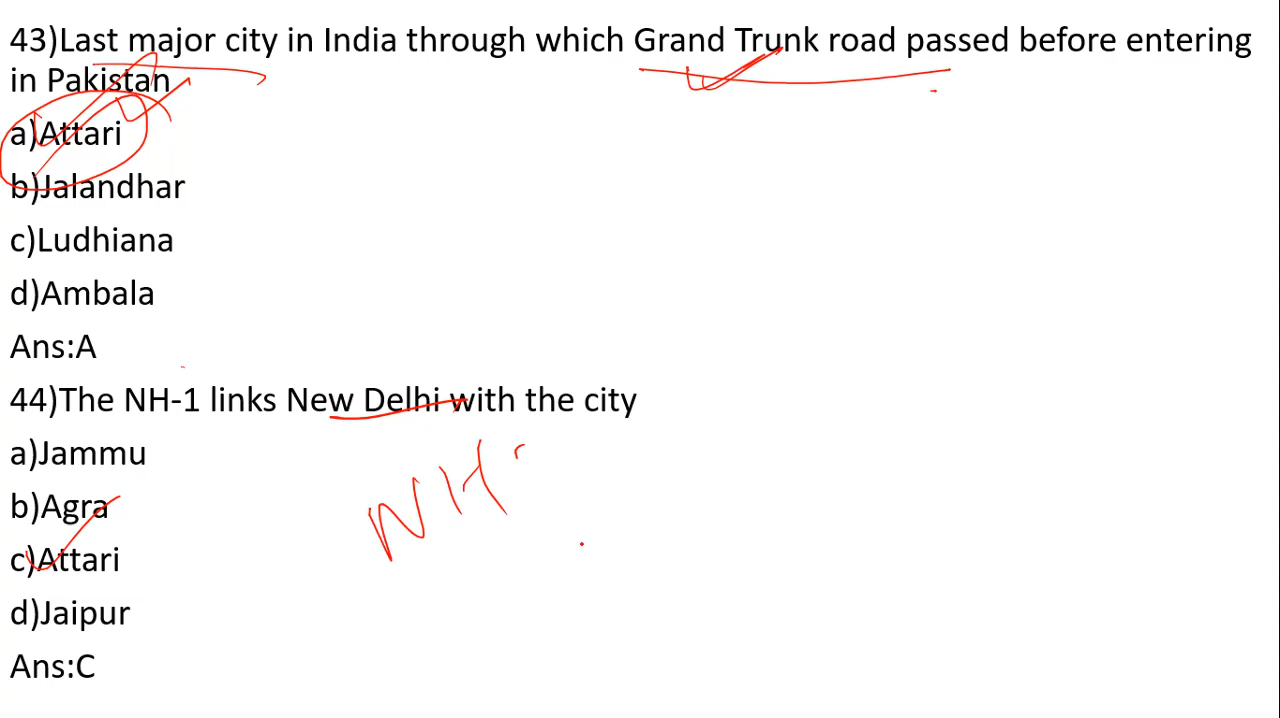 43)Last major city in India through which Grand Trunk road passed before entering
in Pakistan
a)Attari
b)Jalandhar
c)Ludhiana
d)Ambala
Ans:A
44)The NH-1 links New Delhi with the city
a)Jammu
NH
b)Agra
c)Attari
d)Jaipur
Ans:C